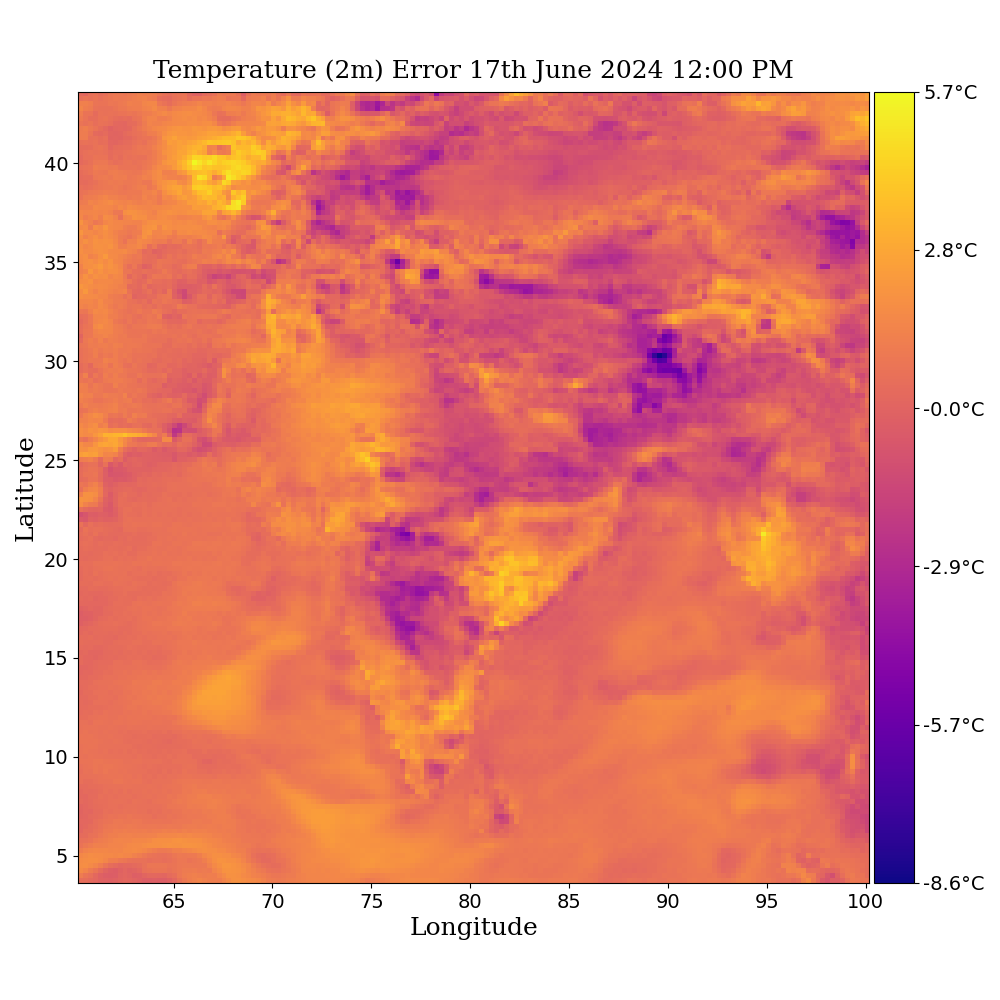 Temperature (2m) Error 17th June 2024 12:00 PM
5.7°C
2.8°C
-0.0°C
-2.9°C
-5.7°C
-8.6°C
Latitude
40
35
30
25
20
15
10
5
65 70 75 80 85 90 95 100
Longitude